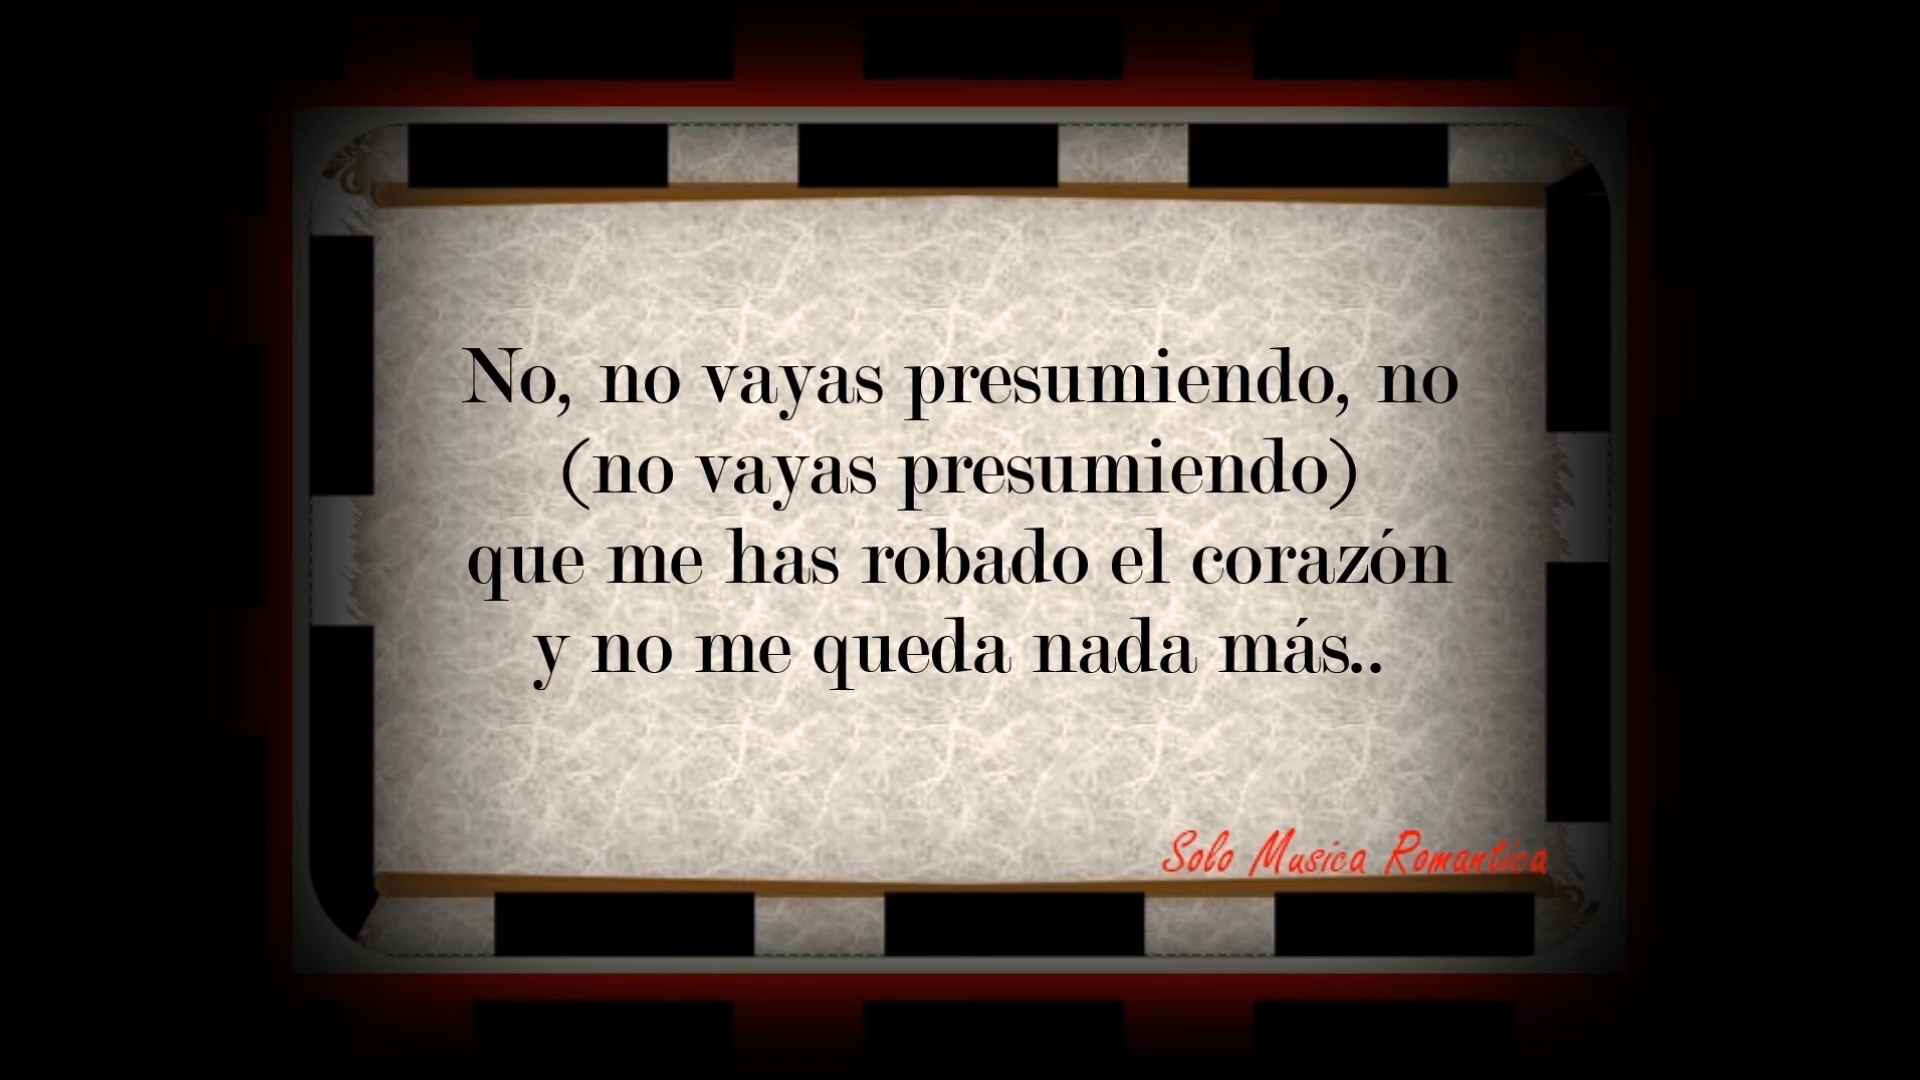 No, no vayas presumiendo, no
(no vayas presumiendo)
que me has robado el corazón
y no me queda nada más..
Solo Musica Romantica